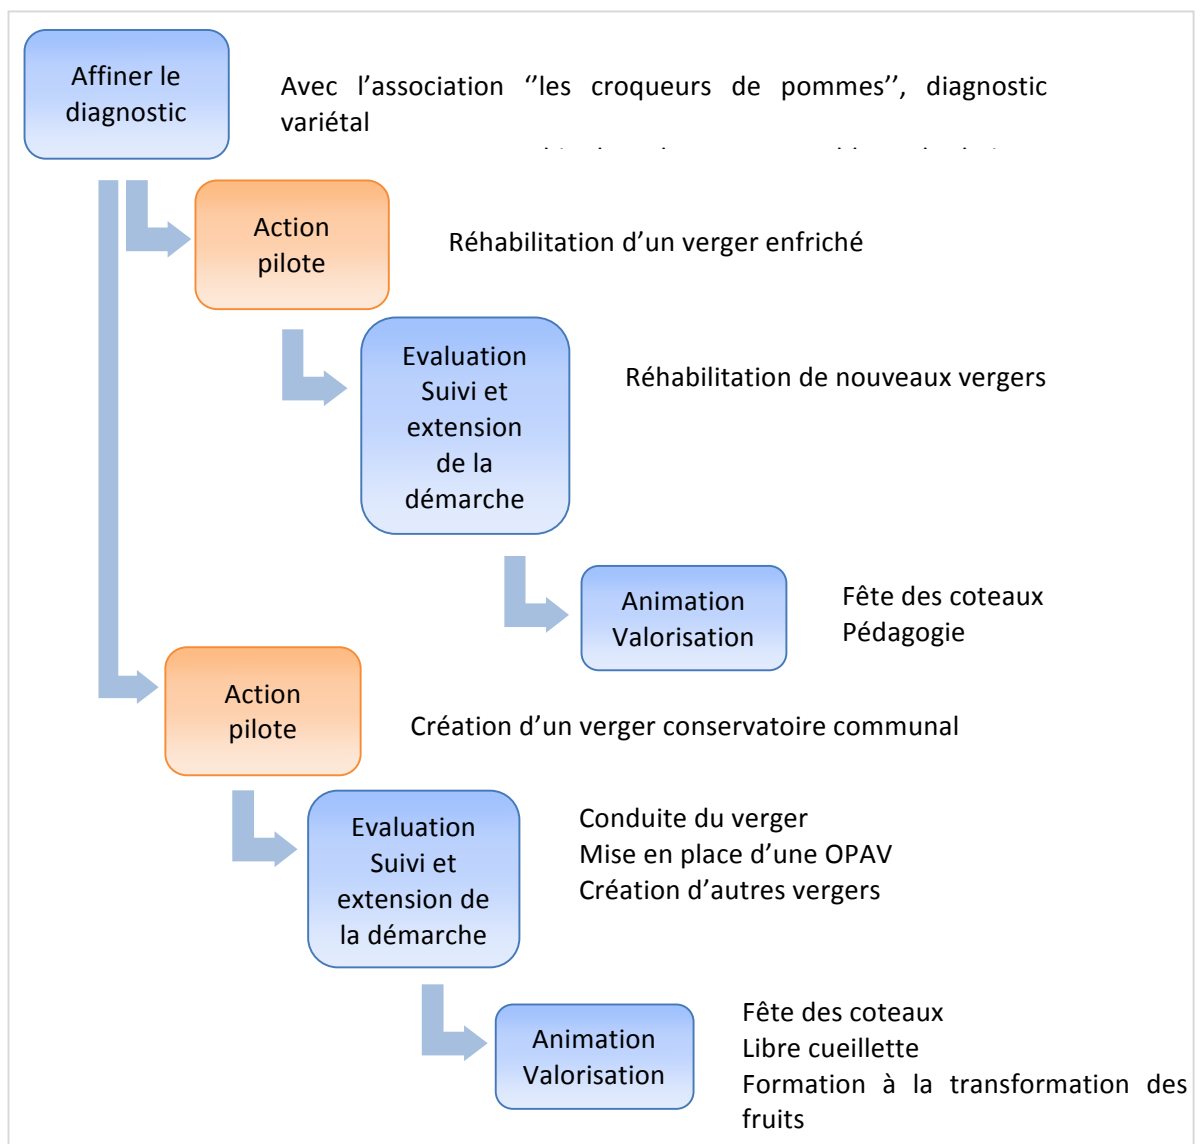 Affiner le
diagnostic
Avec l’association ‘’les croqueurs de pommes’’, diagnostic
variétal
Action
pilote
Réhabilitation d’un verger enfriché
Evaluation
Suivi et
extension
de la
démarche
Réhabilitation de nouveaux vergers
Animation
Valorisation
Fête des coteaux
Pédagogie
Action
pilote
Création d’un verger conservatoire communal
Evaluation
Suivi et
extension de
la démarche
Conduite du verger
Mise en place d’une OPAV
Création d’autres vergers
Animation
Valorisation
Fête des coteaux
Libre cueillette
Formation à la transformation des
fruits